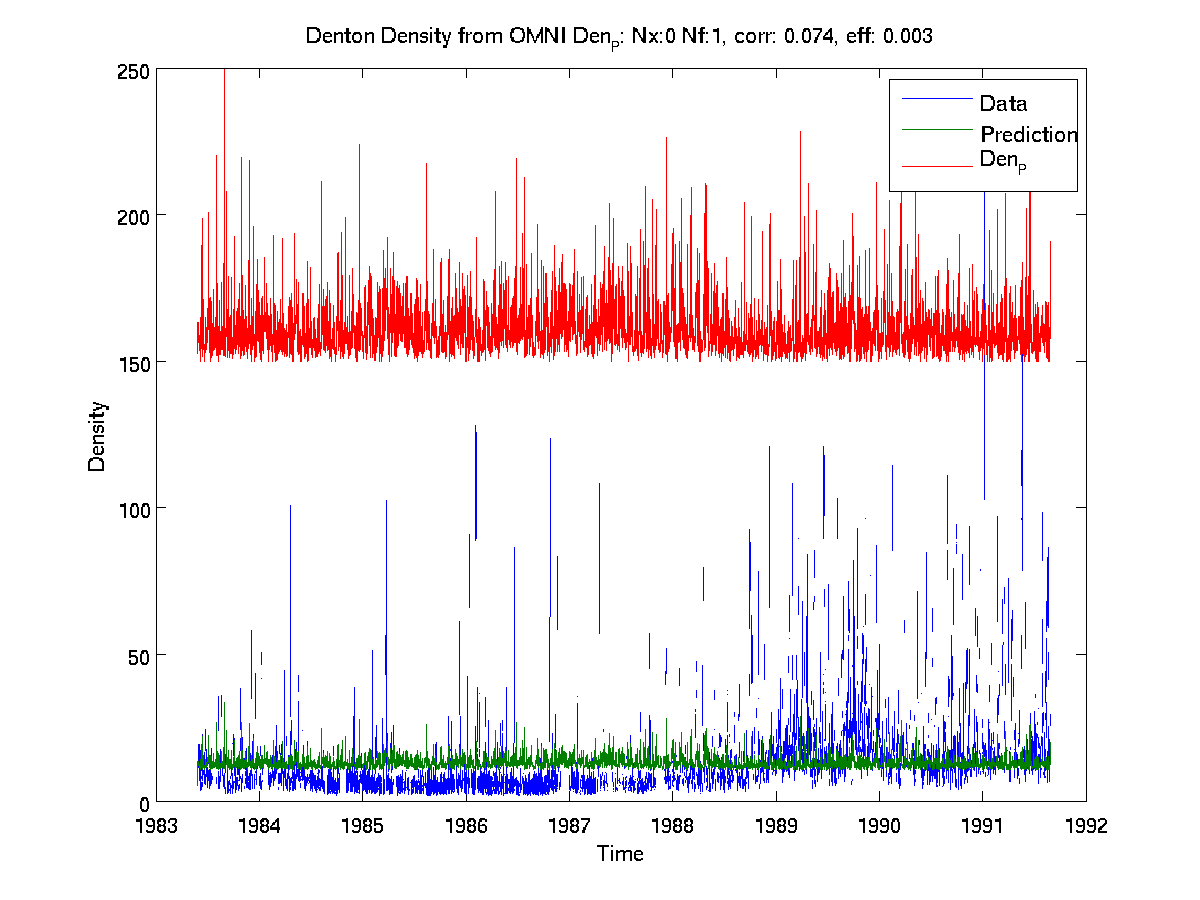 Denton Density from OMNI Den_P: Nx:0 Nf:1, corr: 0.074, eff: 0.003
250
200
150
100
50
0
Density
Data
Prediction
Den_P
1983 1984 1985 1986 1987 1988 1989 1990 1991 1992
Time